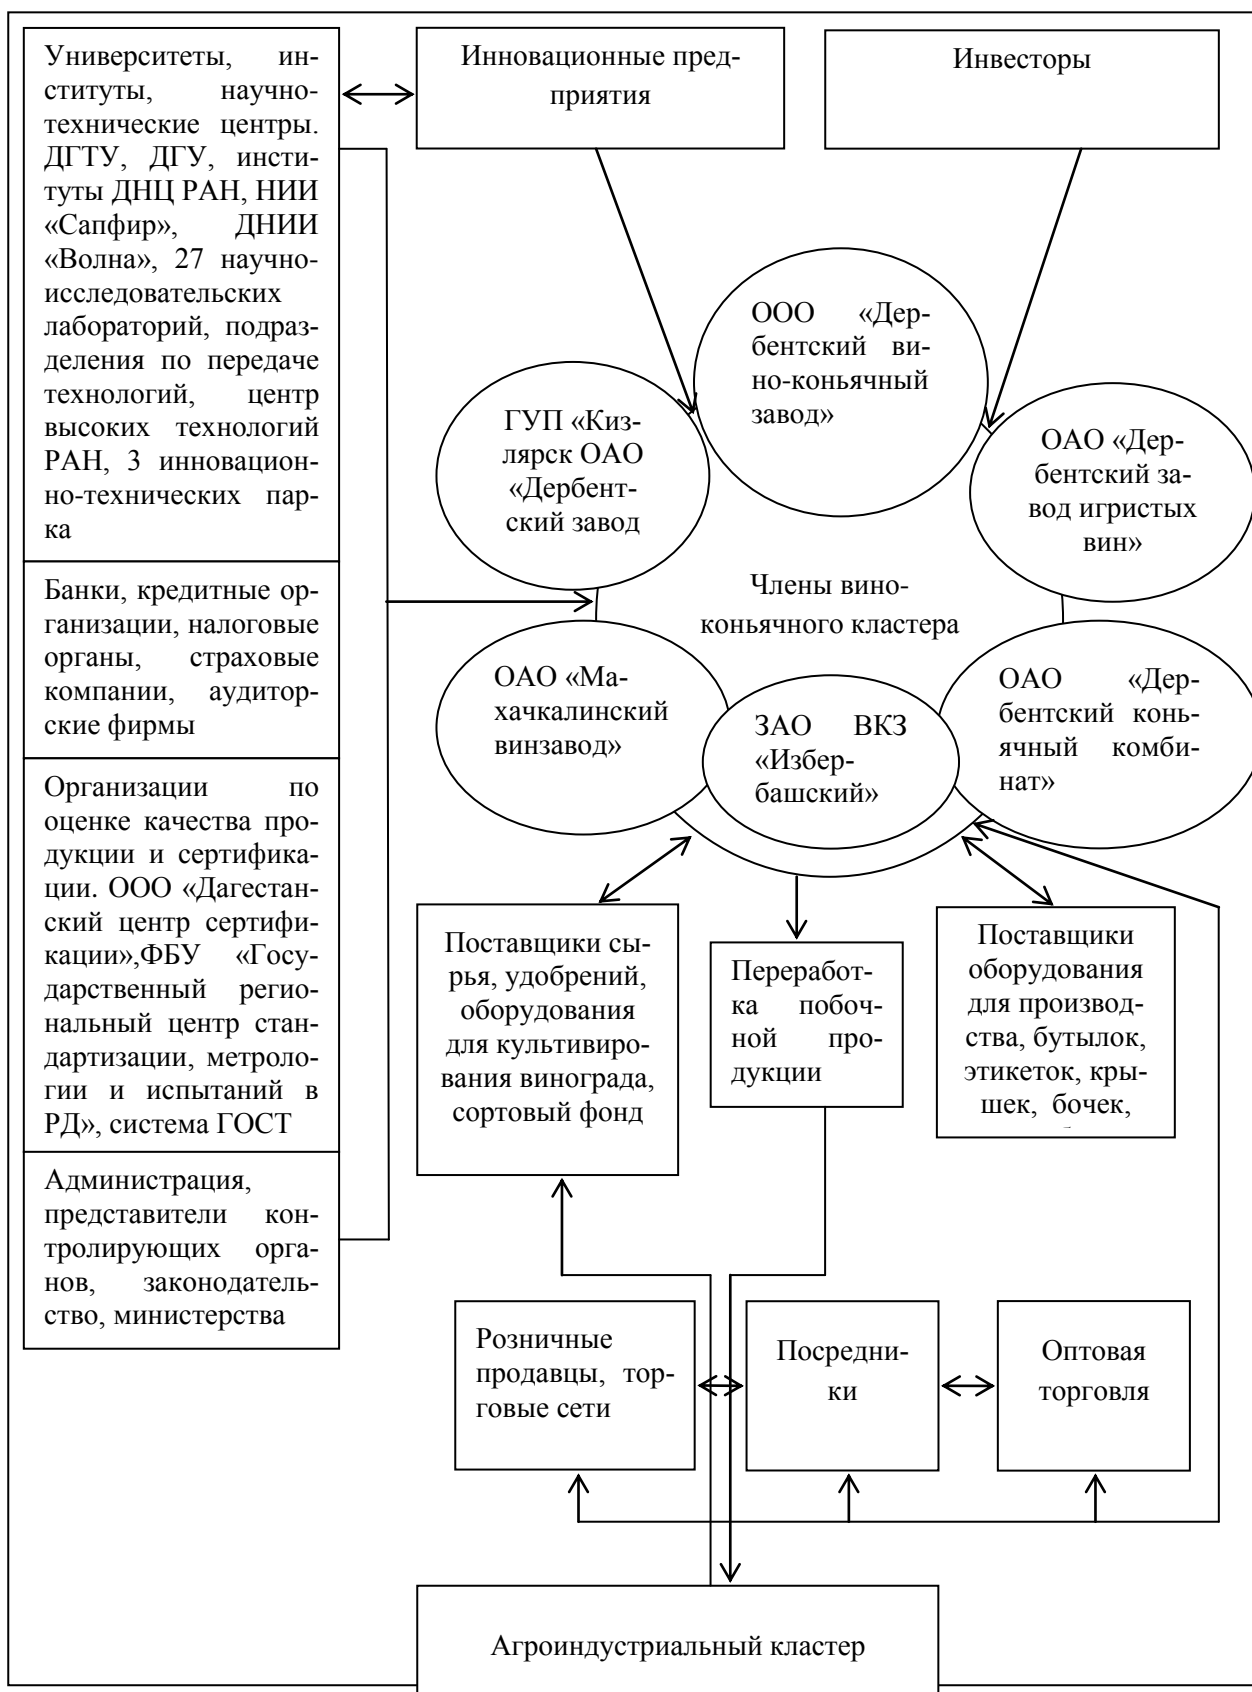 Университеты, ин-
ституты, научно-
технические центры.
ДГТУ, ДГУ, инсти-
туты ДНЦ РАН, НИИ
«Сапфир», ДНИИ
«Волна», 27 научно-
исследовательских
лабораторий, подраз-
деления по передаче
технологий, центр
высоких технологий
РАН, 3 инновацион-
но-технических пар-
ка
Банки, кредитные ор-
ганизации, налоговые
органы, страховые
компании, аудитор-
ские фирмы
Организации по
оценке качества про-
дукции и сертифика-
ции. ООО «Дагестан-
ский центр сертифи-
кации»,ФБУ «Госу-
дарственный регио-
нальный центр стан-
дартизации, метроло-
гии и испытаний в
РД», система ГОСТ
Администрация,
представители кон-
тролирующих орга-
нов, законодатель-
ство, министерства
Инновационные пред-
приятия
Инвесторы
ООО «Дер-
бентский ви-
но-коньячный
завод»
ГУП «Киз-
лярск ОАО
«Дербент-
ский завод
ОАО «Дер-
бентский за-
вод игристых
вин»
Члены вино-
коньячного кластера
ОАО «Ма-
хачкалинский
винзавод»
ЗАО ВКЗ
«Избер-
башский»
ОАО «Дер-
бентский конь-
ячный комби-
нат»
Поставщики сы-
рья, удобрений,
оборудования
для культивиро-
вания винограда,
сортовый фонд
Переработ-
ка побоч-
ной про-
дукции
Поставщики
оборудования
для производ-
ства, бутылок,
этикеток, кры-
шек, бочек,
Розничные
продавцы, тор-
говые сети
Посредни-
ки
Оптовая
торговля
Агроиндустриальный кластер